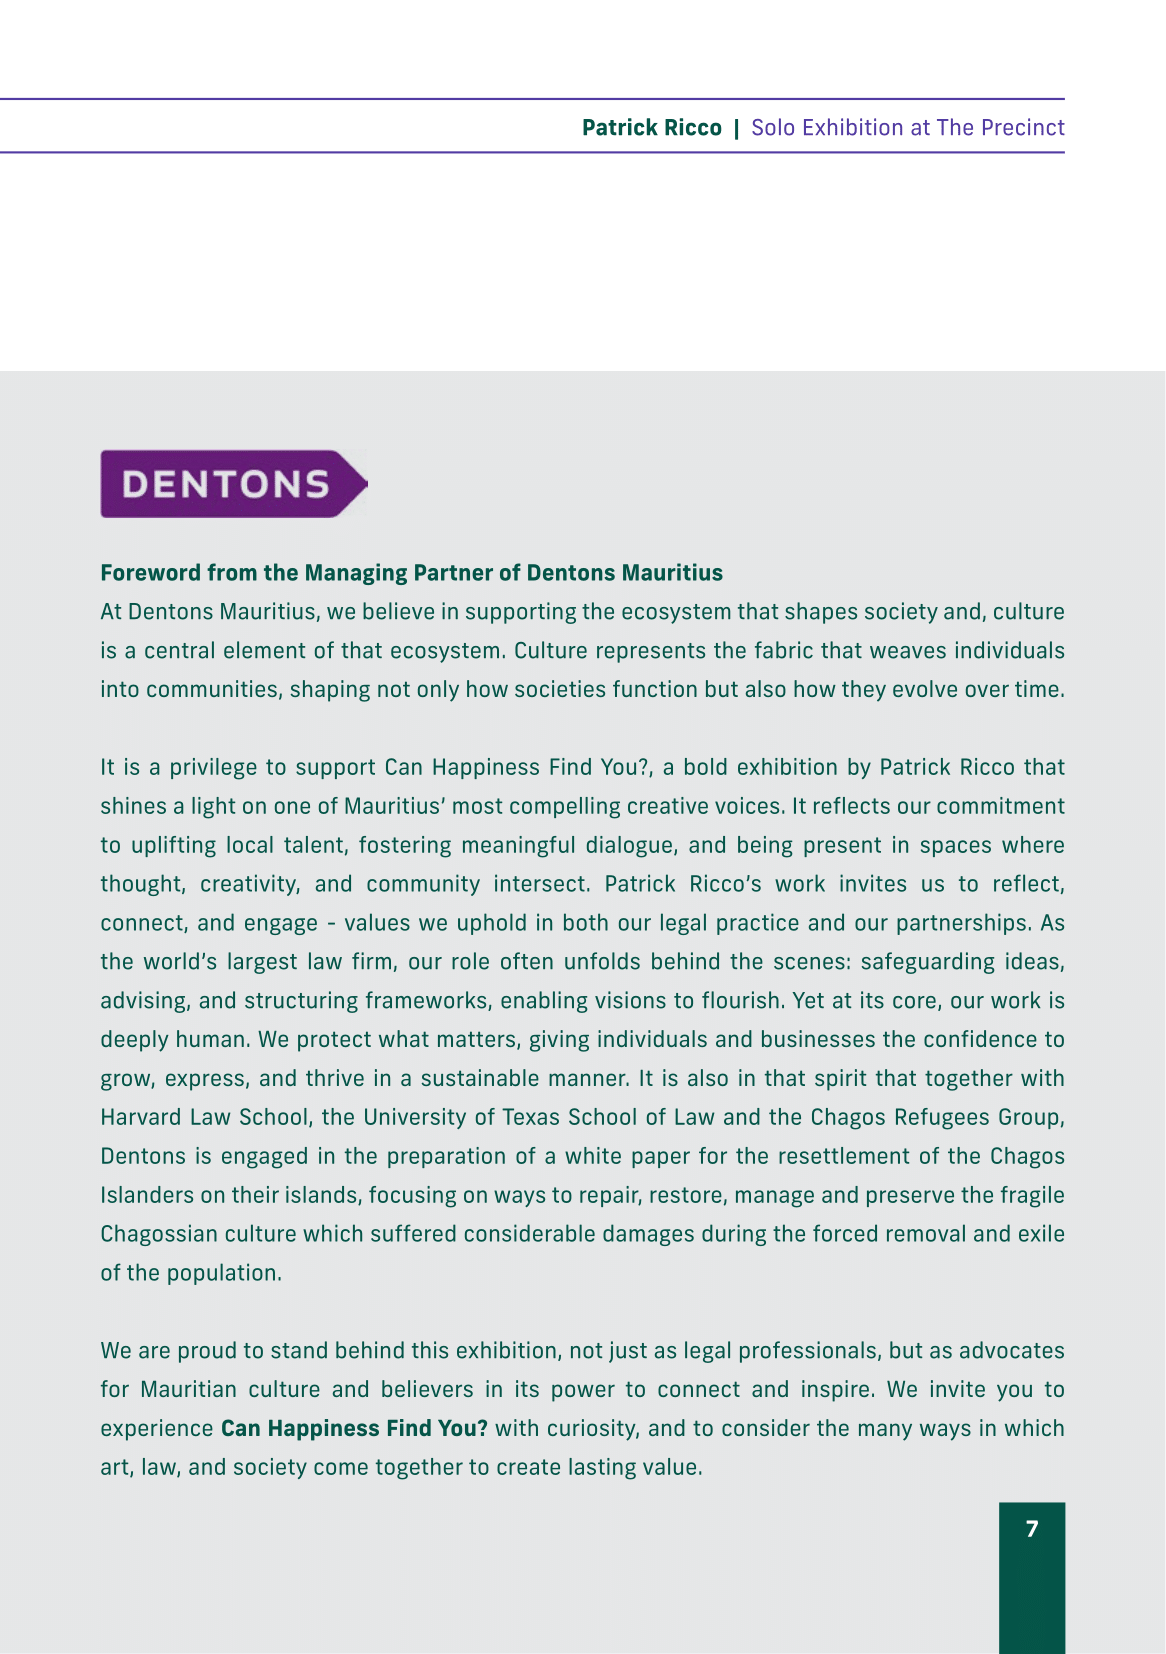 Patrick Ricco | Solo Exhibition at The Precinct
DENTONS
Foreword from the Managing Partner of Dentons Mauritius
At Dentons Mauritius, we believe in supporting the ecosystem that shapes society and, culture
is a central element of that ecosystem. Culture represents the fabric that weaves individuals
into communities, shaping not only how societies function but also how they evolve over time.
It is a privilege to support Can Happiness Find You?, a bold exhibition by Patrick Ricco that
shines a light on one of Mauritius’ most compelling creative voices. It reflects our commitment
to uplifting local talent, fostering meaningful dialogue, and being present in spaces where
thought, creativity, and community intersect. Patrick Ricco’s work invites us to reflect,
connect, and engage - values we uphold in both our legal practice and our partnerships. As
the world’s largest law firm, our role often unfolds behind the scenes: safeguarding ideas,
advising, and structuring frameworks, enabling visions to flourish. Yet at its core, our work is
deeply human. We protect what matters, giving individuals and businesses the confidence to
grow, express, and thrive in a sustainable manner. It is also in that spirit that together with
Harvard Law School, the University of Texas School of Law and the Chagos Refugees Group,
Dentons is engaged in the preparation of a white paper for the resettlement of the Chagos
Islanders on their islands, focusing on ways to repair, restore, manage and preserve the fragile
Chagossian culture which suffered considerable damages during the forced removal and exile
of the population.
We are proud to stand behind this exhibition, not just as legal professionals, but as advocates
for Mauritian culture and believers in its power to connect and inspire. We invite you to
experience Can Happiness Find You? with curiosity, and to consider the many ways in which
art, law, and society come together to create lasting value.
7